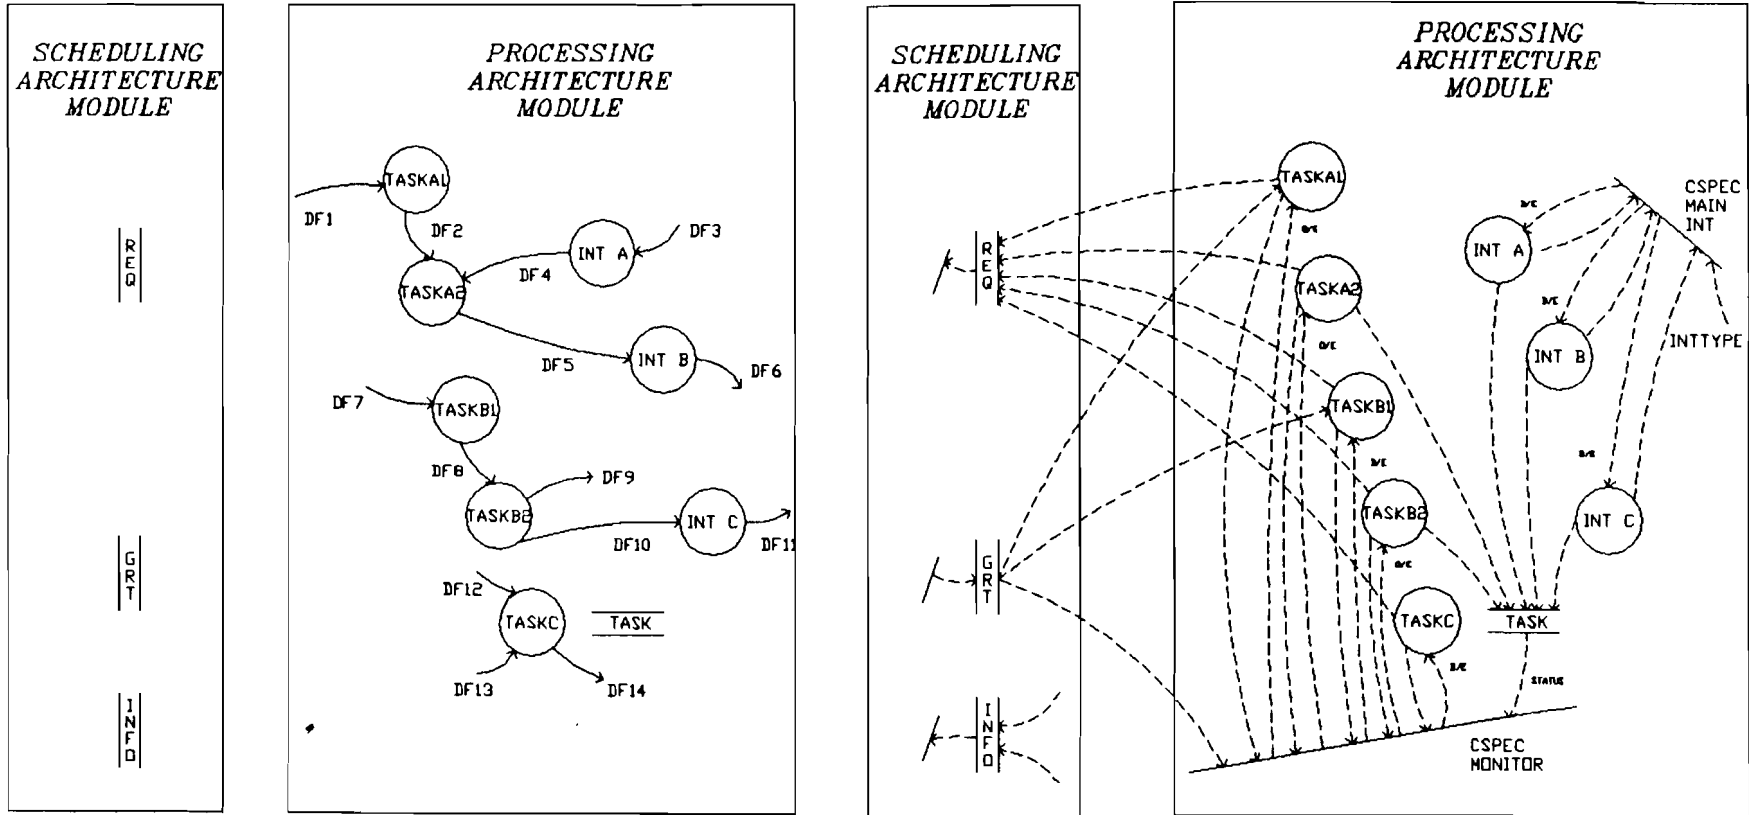 SCHEDULING
ARCHITECTURE
MODULE
REQ
GRT
INFO
PROCESSING
ARCHITECTURE
MODULE
TASKA1
DF1
DF2
DF3
INT A
DF4
TASKA2
DF5
INT B
DF6
DF7
TASKB1
DF8
DF9
TASKB2
INT C
DF10
DF11
DF12
TASKC
TASK
DF13
DF14
SCHEDULING
ARCHITECTURE
MODULE
REQ
GRT
INFO
PROCESSING
ARCHITECTURE
MODULE
TASKA1
D/E
CSPEC
MAIN
INT
D/E
INT A
TASKA2
D/E
D/E
INT B
INTTYPE
TASKB1
D/E
D/E
TASKB2
INT C
D/E
TASKC
TASK
D/E
STATUS
CSPEC
MONITOR